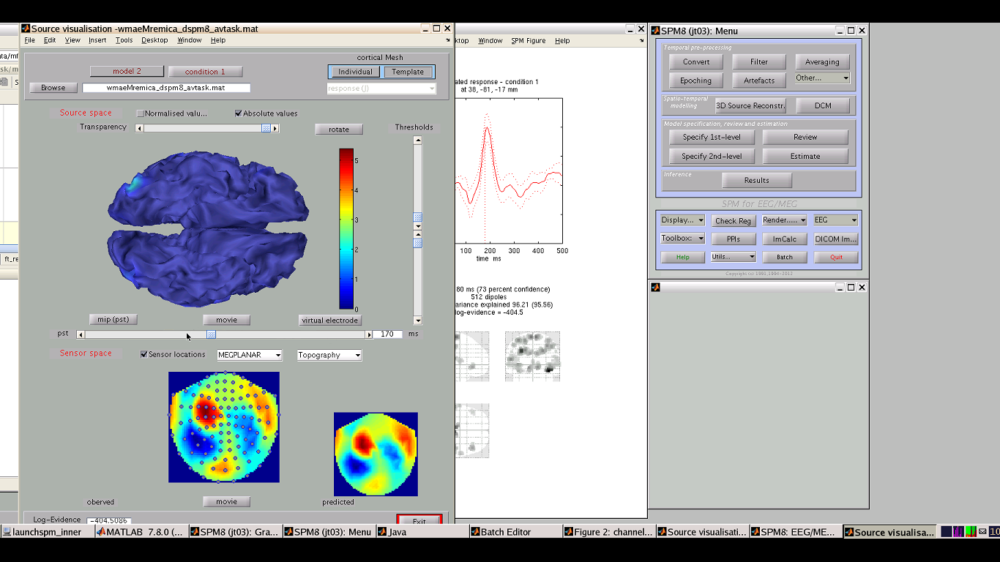 Source visualisation -wmaeMremica_dspm8_avtask.mat
File Edit View Insert Tools Desktop Window Help
cortical Mesh
model 2 condition 1 Individual Template
Browse wmaeMremica_dspm8_avtask.mat response (J)
Source space Normalised valu... Absolute values
Transparency rotate Thresholds
5
4
3
2
1
0
mip (pst) movie virtual electrode
pst 170 ms
Sensor space Sensor locations MEGPLANAR Topography
oberved movie predicted
Log-Evidence -404.5086 Exit
ata/mf
sk/m
S
ft_re
ktop Window SPM Figure Help
ated response - condition 1
at 38, -81, -17 mm
100 200 300 400 500
time ms
80 ms (73 percent confidence)
512 dipoles
ariance explained 96.21 (95.56)
log-evidence = -404.5
SPM8 (jt03): Menu
Temporal pre-processing
Convert Filter Averaging
Epoching Artefacts Other...
Spatio-temporal
modelling
3D Source Reconstr. DCM
Model specification, review and estimation
Specify 1st-level Review
Specify 2nd-level Estimate
Inference
Results
SPM for EEG/MEG
Display... Check Reg Render..... EEG
Toolbox: PPIs ImCalc DICOM Im...
Help Utils... Batch Quit
Copyright (c) 1991,1994-2012
launchspm_inner MATLAB 7.8.0 (... SPM8 (jt03): Gra... SPM8 (jt03): Menu Java Batch Editor Figure 2: channel... Source visualisati... SPM8: EEG/ME... Source visualisa... 10